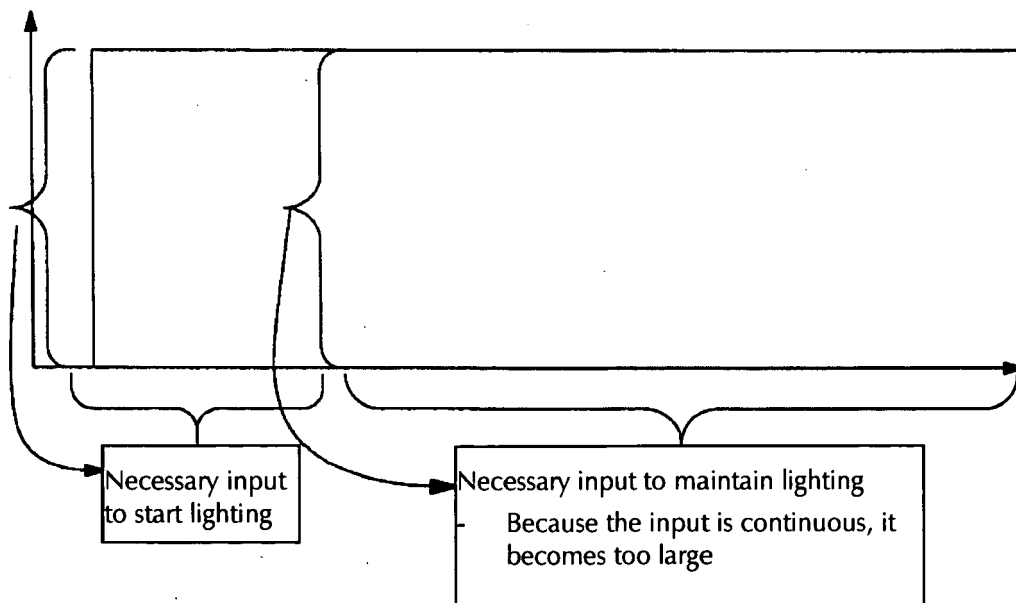 Necessary input
to start lighting
Necessary input to maintain lighting
- Because the input is continuous, it
becomes too large